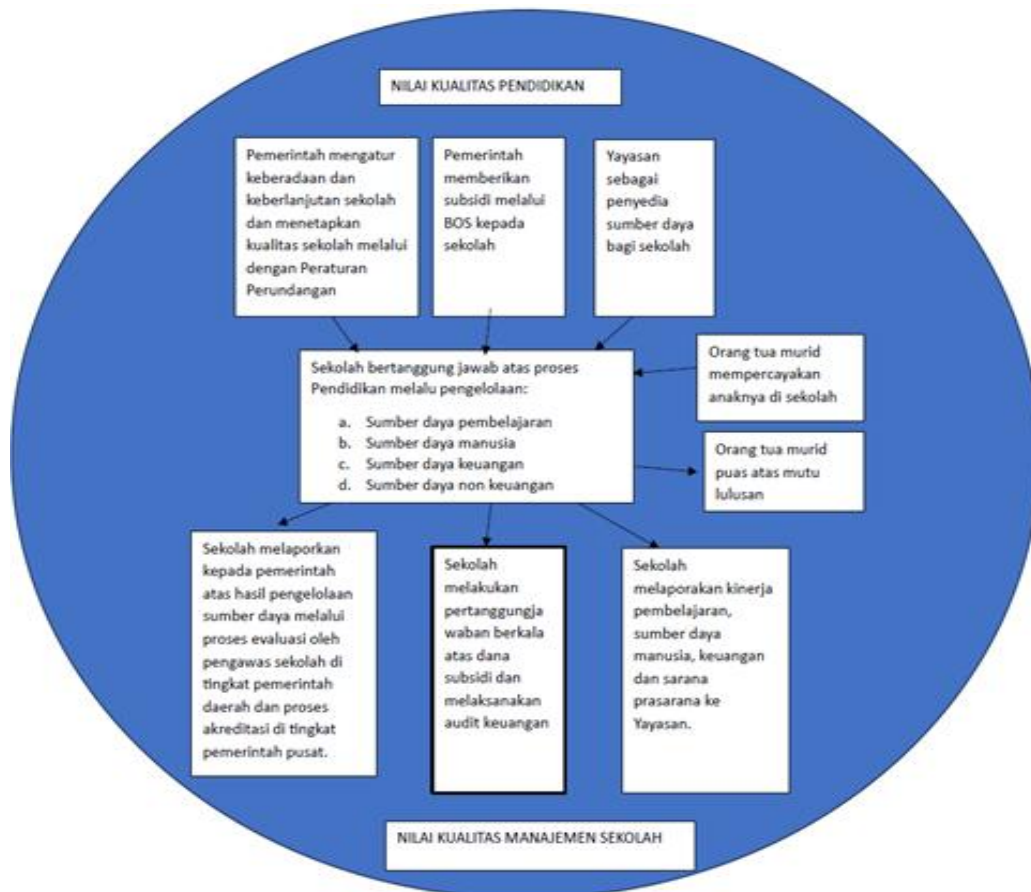 NILAI KUALITAS PENDIDIKAN
Pemerintah mengatur
keberadaan dan
keberlanjutan sekolah
dan menetapkan
kualitas sekolah melalui
dengan Peraturan
Perundangan
Pemerintah
memberikan
subsidi melalui
BOS kepada
sekolah
Yayasan
sebagai
penyedia
sumber daya
bagi sekolah
Sekolah bertanggung jawab atas proses
Pendidikan melalu pengelolaan:
a. Sumber daya pembelajaran
b. Sumber daya manusia
c. Sumber daya keuangan
d. Sumber daya non keuangan
Orang tua murid
mempercayakan
anaknya di sekolah
Orang tua murid
puas atas mutu
lulusan
Sekolah melaporkan
kepada pemerintah
atas hasil pengelolaan
sumber daya melalui
proses evaluasi oleh
pengawas sekolah di
tingkat pemerintah
daerah dan proses
akreditasi di tingkat
pemerintah pusat.
Sekolah
melakukan
pertanggungja
waban berkala
atas dana
subsidi dan
melaksanakan
audit keuangan
Sekolah
melaporakan kinerja
pembelajaran,
sumber daya
manusia, keuangan
dan sarana
prasarana ke
Yayasan.
NILAI KUALITAS MANAJEMEN SEKOLAH